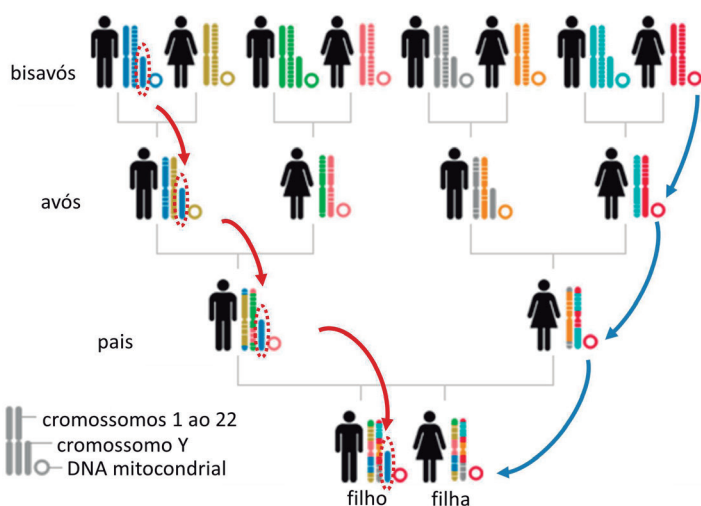 bisavós
avós
pais
cromossomos 1 ao 22
cromossomo Y
DNA mitocondrial
filho
filha